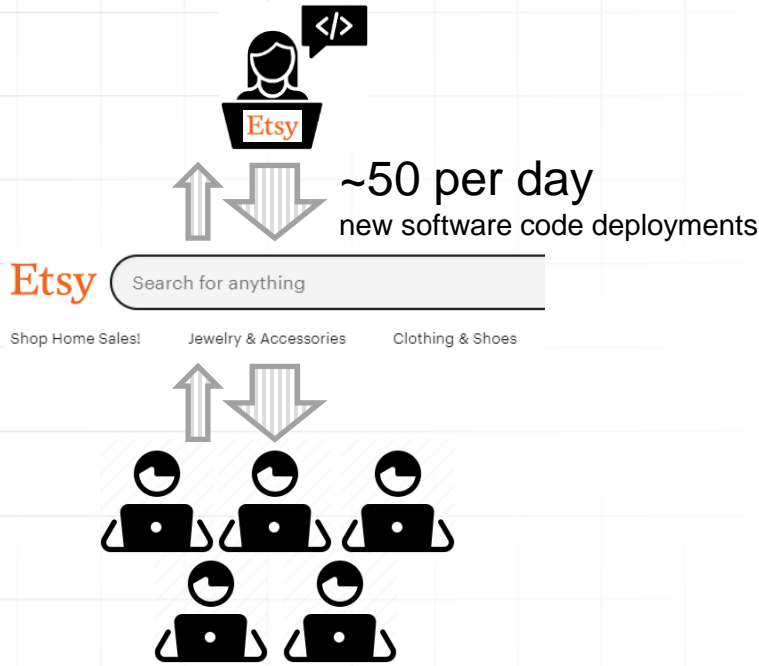 </>
Etsy
~50 per day
new software code deployments
Etsy Search for anything
Shop Home Sales! Jewelry & Accessories Clothing & Shoes